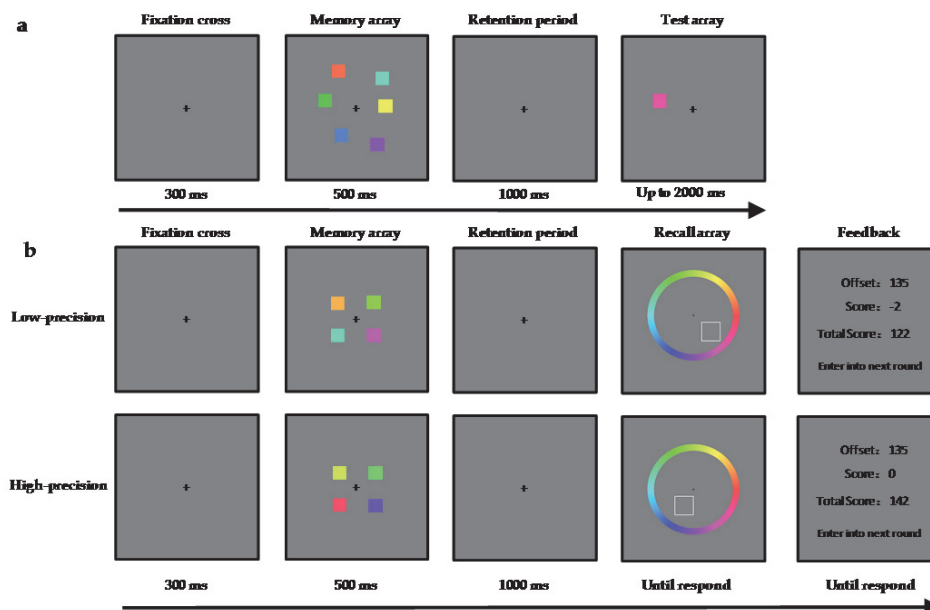 a
Fixation cross Memory array Retention period Test array
300 ms 500 ms 1000 ms Up to 2000 ms
b
Fixation cross Memory array Retention period Recall array Feedback
Low-precision
Offset: 135
Score: -2
Total Score: 122
Enter into next round
High-precision
Offset: 135
Score: 0
Total Score: 142
Enter into next round
300 ms 500 ms 1000 ms Until respond Until respond